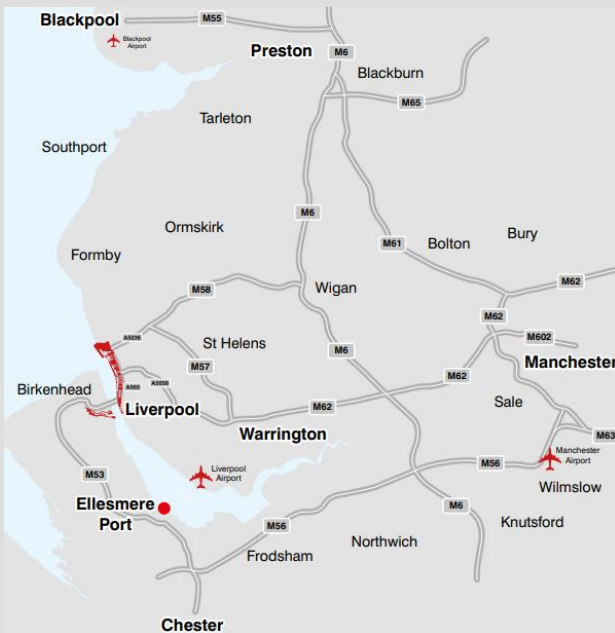 Blackpool
M55
Blackpool
Airport
Preston
M6
Blackburn
M65
Tarleton
Southport
M6
Ormskirk
Formby
M61
Bolton
Bury
M62
M58
Wigan
M62
A5036
St Helens
M602
M6
Manchester
M57
M62
Birkenhead
A565
A5058
Liverpool
M62
Sale
Warrington
M63
Manchester
Airport
M56
M53
Liverpool
Airport
Wilmslow
Ellesmere
Port
M6
Knutsford
M56
Northwich
Frodsham
Chester